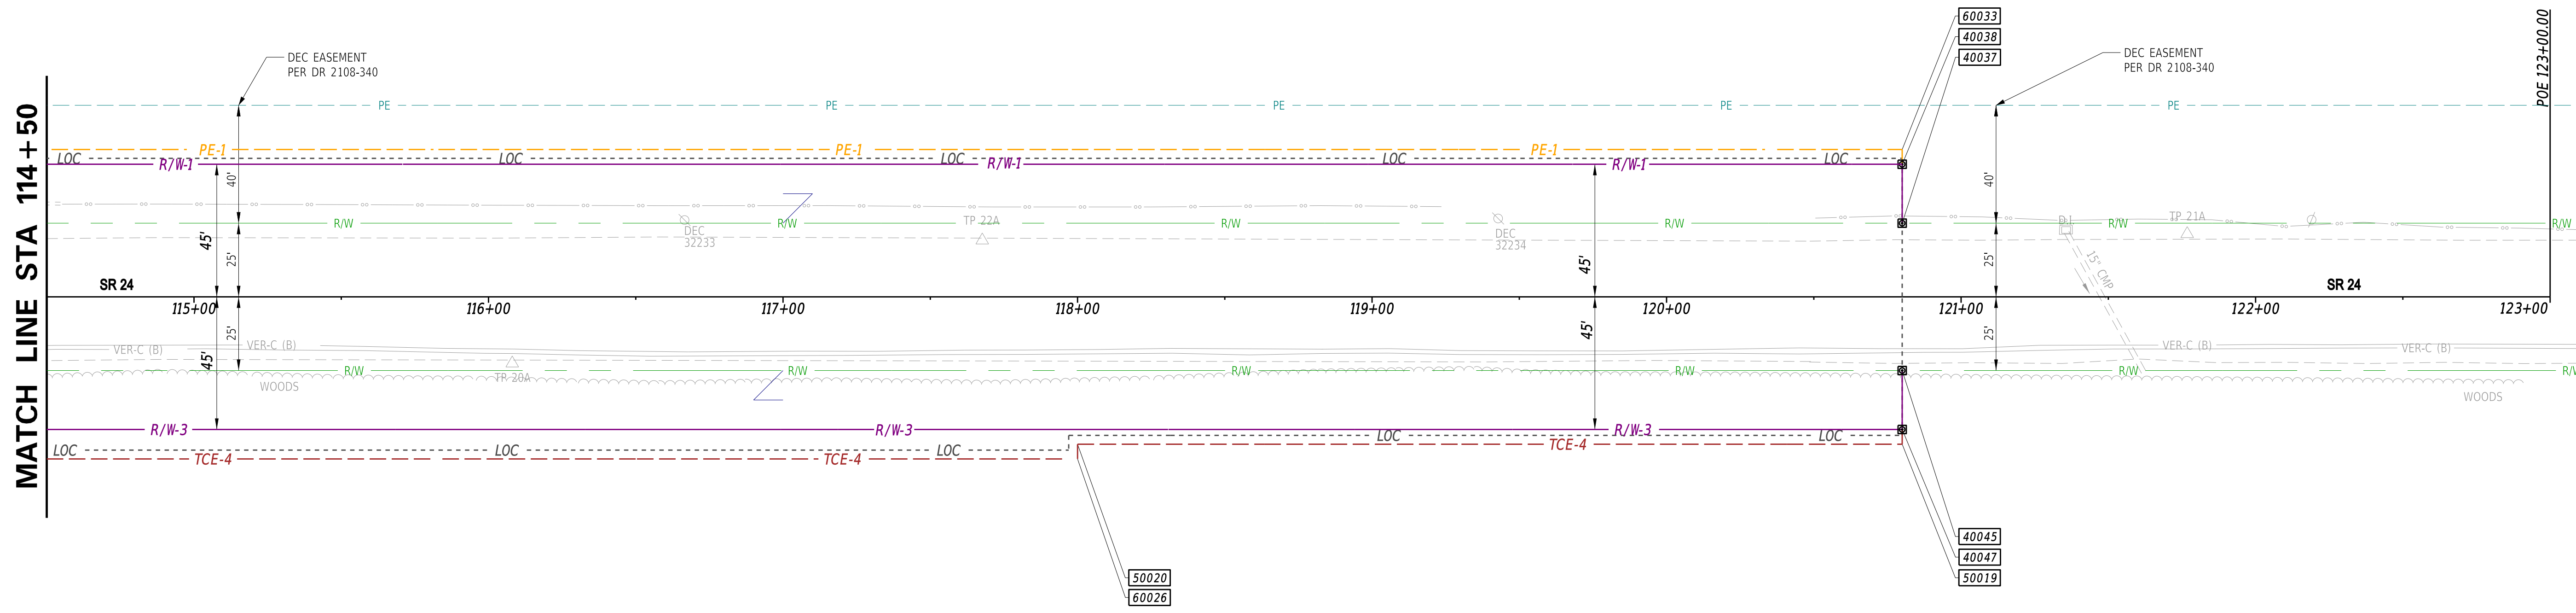 60033
40038
40037
DEC EASEMENT
PER DR 2108-340
DEC EASEMENT
PER DR 2108-340
POE 123+00.00
MATCH LINE STA 114+50
PE PE PE PE PE
PE-1 PE-1 PE-1
LOC LOC LOC LOC LOC
R/W-1 R/W-1 R/W-1
40' 40'
TP 22A TP 21A
R/W R/W R/W R/W R/W R/W
DEC
32233
DEC
32234
D.I.
45' 25' 45' 25'
15" CMP
SR 24 SR 24
115+00 116+00 117+00 118+00 119+00 120+00 121+00 122+00 123+00
45' 25' 45' 25'
VER-C (B) VER-C (B) VER-C (B) VER-C (B)
R/W R/W R/W R/W R/W R/W
TP 20A
WOODS WOODS
R/W-3 R/W-3 R/W-3
LOC LOC LOC LOC LOC
TCE-4 TCE-4 TCE-4
40045
40047
50019
50020
60026